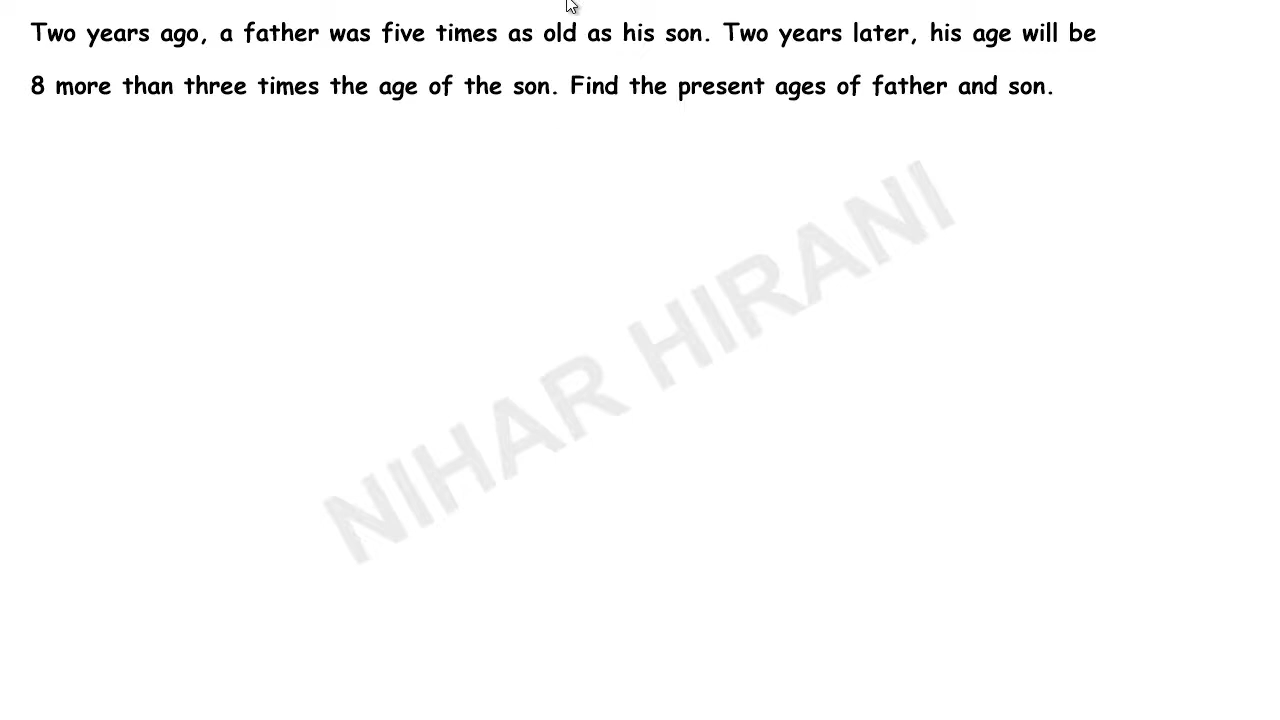 Two years ago, a father was five times as old as his son. Two years later, his age will be
8 more than three times the age of the son. Find the present ages of father and son.
NIHAR HIRANI